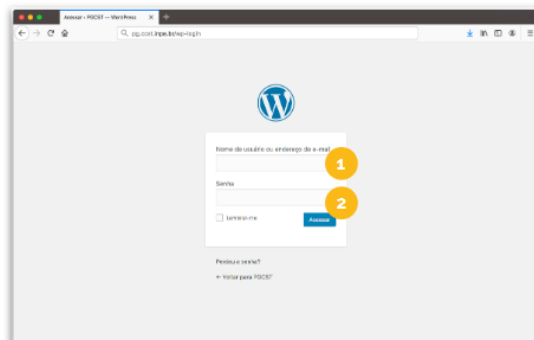 Acessar ‹ PGCST — WordPress
pg.ccst.inpe.br/wp-login
Nome de usuário ou endereço de e-mail
1
Senha
2
Lembrar-me
Acessar
Perdeu a senha?
← Voltar para PGCST